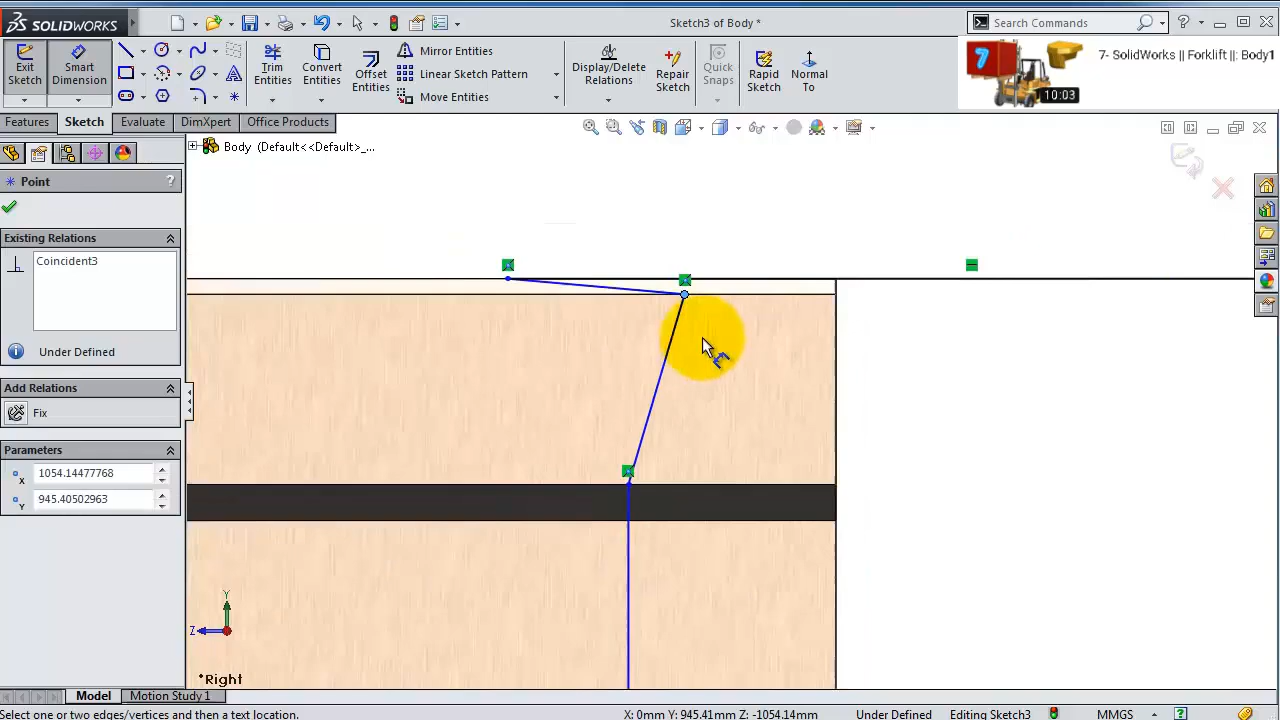 SOLIDWORKS
Sketch3 of Body *
Search Commands
?
Exit Sketch
Smart Dimension
Trim Entities
Convert Entities
Offset Entities
Mirror Entities
Linear Sketch Pattern
Move Entities
Display/Delete Relations
Repair Sketch
Quick Snaps
Rapid Sketch
Normal To
7
10:03
7- SolidWorks || Forklift ||: Body1
Features
Sketch
Evaluate
DimXpert
Office Products
Body (Default<<Default>_...
Point
?
Existing Relations
Coincident3
Under Defined
Add Relations
Fix
Parameters
X
1054.14477768
Y
945.40502963
Y
Z
*Right
Model
Motion Study 1
Select one or two edges/vertices and then a text location.
X: 0mm Y: 945.41mm Z: -1054.14mm
Under Defined
Editing Sketch3
MMGS
?